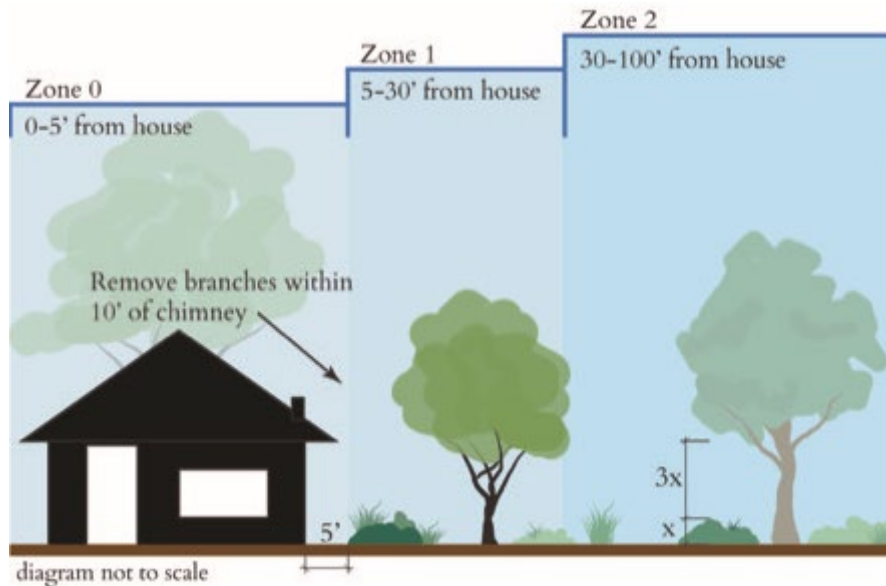 Zone 0
0-5’ from house
Zone 1
5-30’ from house
Zone 2
30-100’ from house
Remove branches within
10’ of chimney
5’
3x
x
diagram not to scale